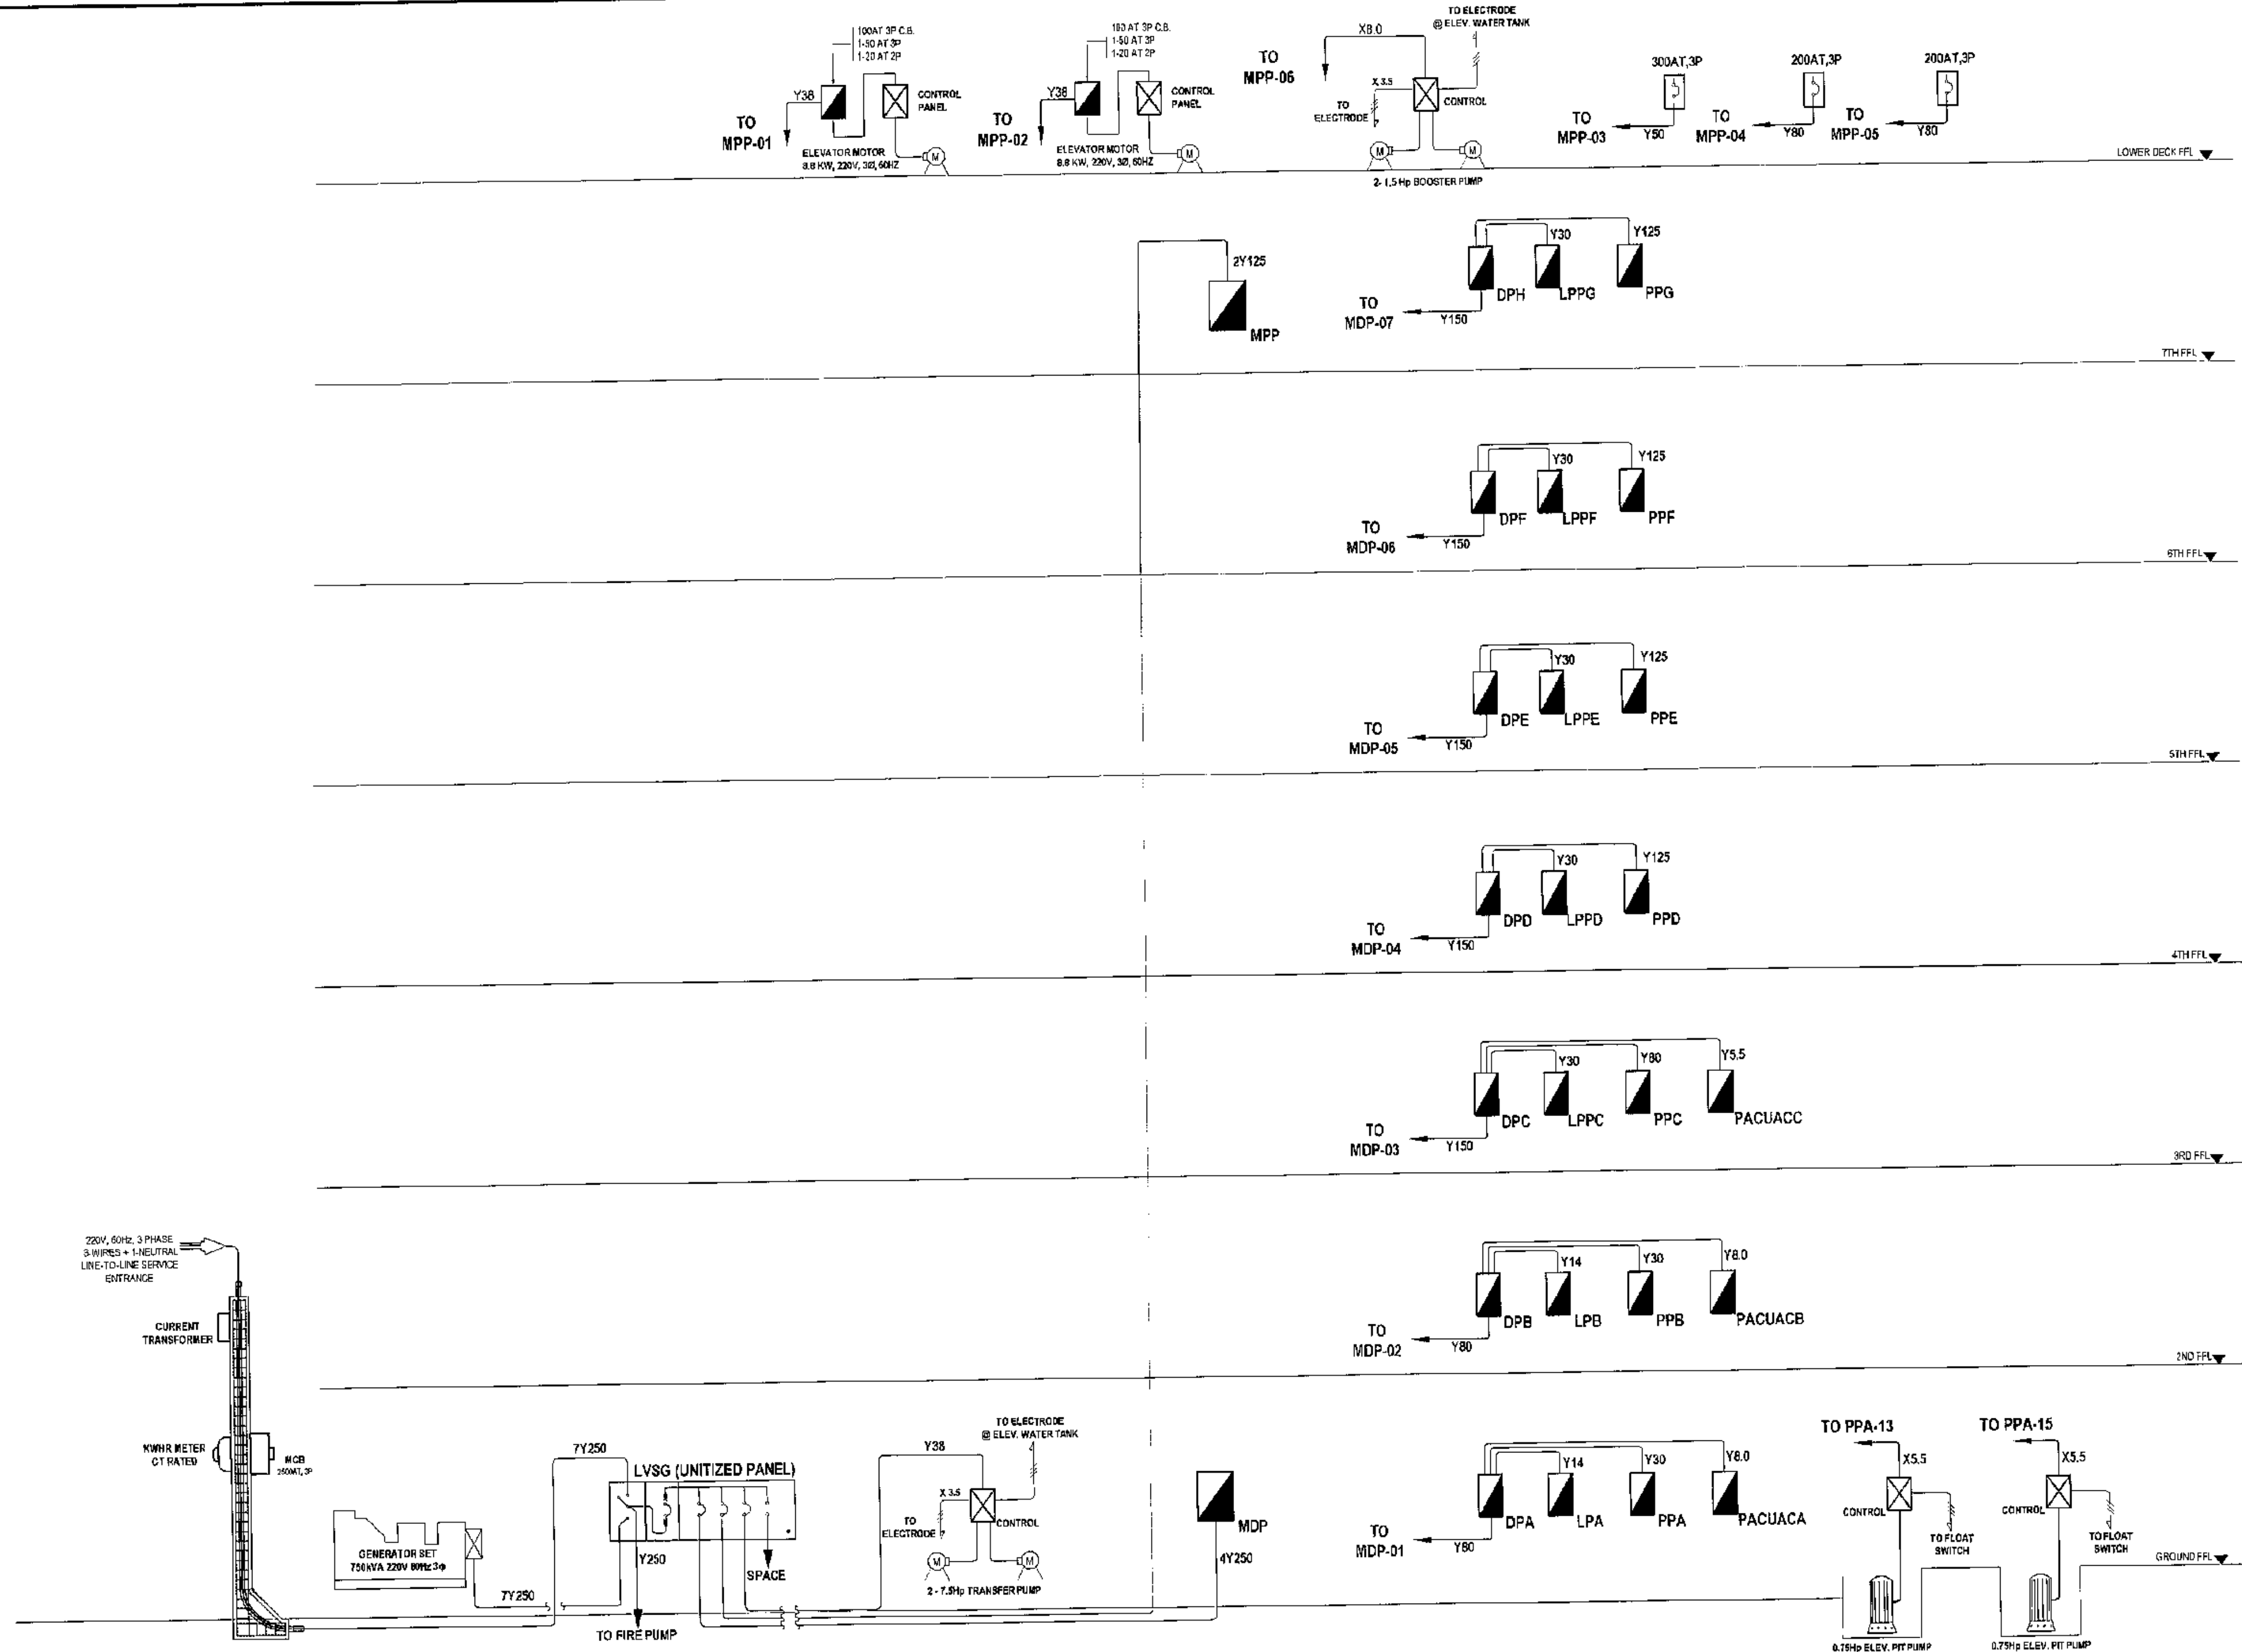 100AT 3P C.B.
1-50 AT 3P
1-20 AT 2P
Y38
CONTROL
PANEL
TO
MPP-01
ELEVATOR MOTOR
8.8 KW, 220V, 3Ø, 60HZ
M
100 AT 3P C.B.
1-50 AT 3P
1-20 AT 2P
Y38
CONTROL
PANEL
TO
MPP-02
ELEVATOR MOTOR
8.8 KW, 220V, 3Ø, 60HZ
M
TO ELECTRODE
@ ELEV. WATER TANK
X8.0
TO
MPP-06
X 3.5
TO
ELECTRODE
CONTROL
M
M
2- 1.5 Hp BOOSTER PUMP
300AT,3P
TO
MPP-03
Y50
200AT,3P
TO
MPP-04
Y80
200AT,3P
TO
MPP-05
Y80
LOWER DECK FFL
2Y125
MPP
Y30
Y125
DPH
LPPG
PPG
TO
MDP-07
Y150
7TH FFL
Y30
Y125
DPF
LPPF
PPF
TO
MDP-06
Y150
6TH FFL
Y30
Y125
DPE
LPPE
PPE
TO
MDP-05
Y150
5TH FFL
Y30
Y125
DPD
LPPD
PPD
TO
MDP-04
Y150
4TH FFL
Y30
Y80
Y5.5
DPC
LPPC
PPC
PACUACC
TO
MDP-03
Y150
3RD FFL
220V, 60Hz, 3 PHASE
3-WIRES + 1-NEUTRAL
LINE-TO-LINE SERVICE
ENTRANCE
CURRENT
TRANSFORMER
Y14
Y30
Y8.0
DPB
LPB
PPB
PACUACB
TO
MDP-02
Y80
2ND FFL
KWHR METER
CT RATED
MCB
GENERATOR SET
750kVA 220V 60Hz 3ф
7Y250
7Y250
LVSG (UNITIZED PANEL)
Y250
SPACE
TO FIRE PUMP
Y38
TO ELECTRODE
@ ELEV. WATER TANK
X 3.5
TO
ELECTRODE
CONTROL
M
M
2 - 7.5Hp TRANSFER PUMP
MDP
4Y250
Y14
Y30
Y8.0
DPA
LPA
PPA
PACUACA
TO
MDP-01
Y80
TO PPA-13
X5.5
CONTROL
TO FLOAT
SWITCH
0.75Hp ELEV. PIT PUMP
TO PPA-15
X5.5
CONTROL
TO FLOAT
SWITCH
0.75Hp ELEV. PIT PUMP
GROUND FFL